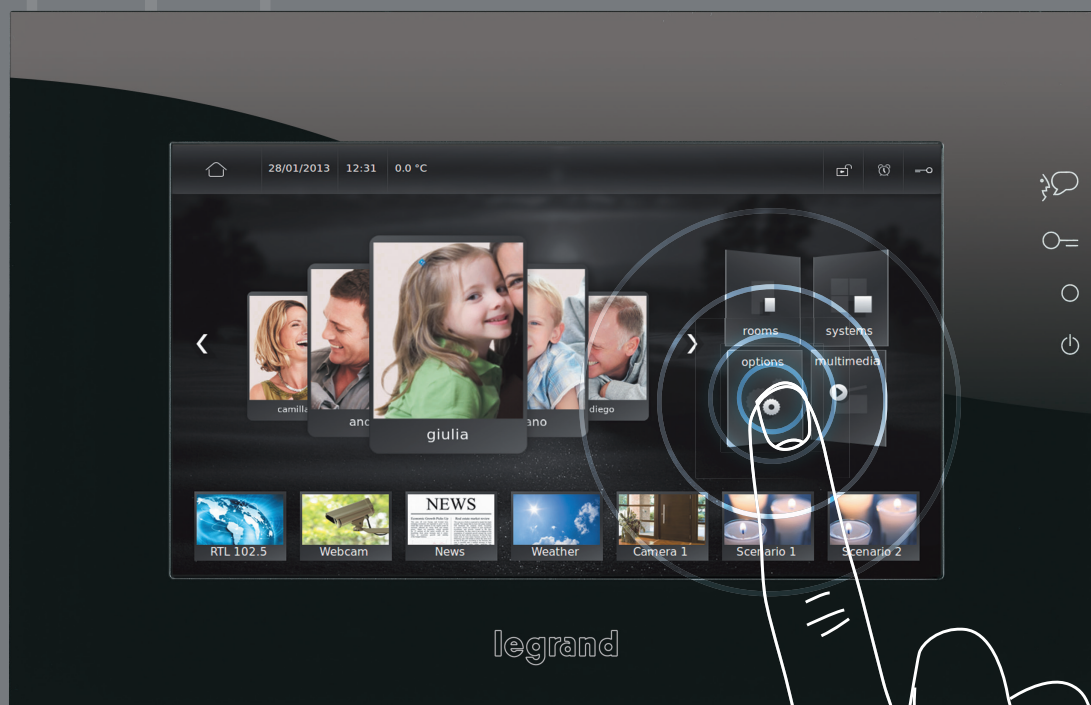 28/01/2013 12:31 0.0 °C
rooms systems
options multimedia
camilla
diego
giulia
NEWS
RTL 102.5 Webcam News Weather Camera 1 Scenario 1 Scenario 2
legrand